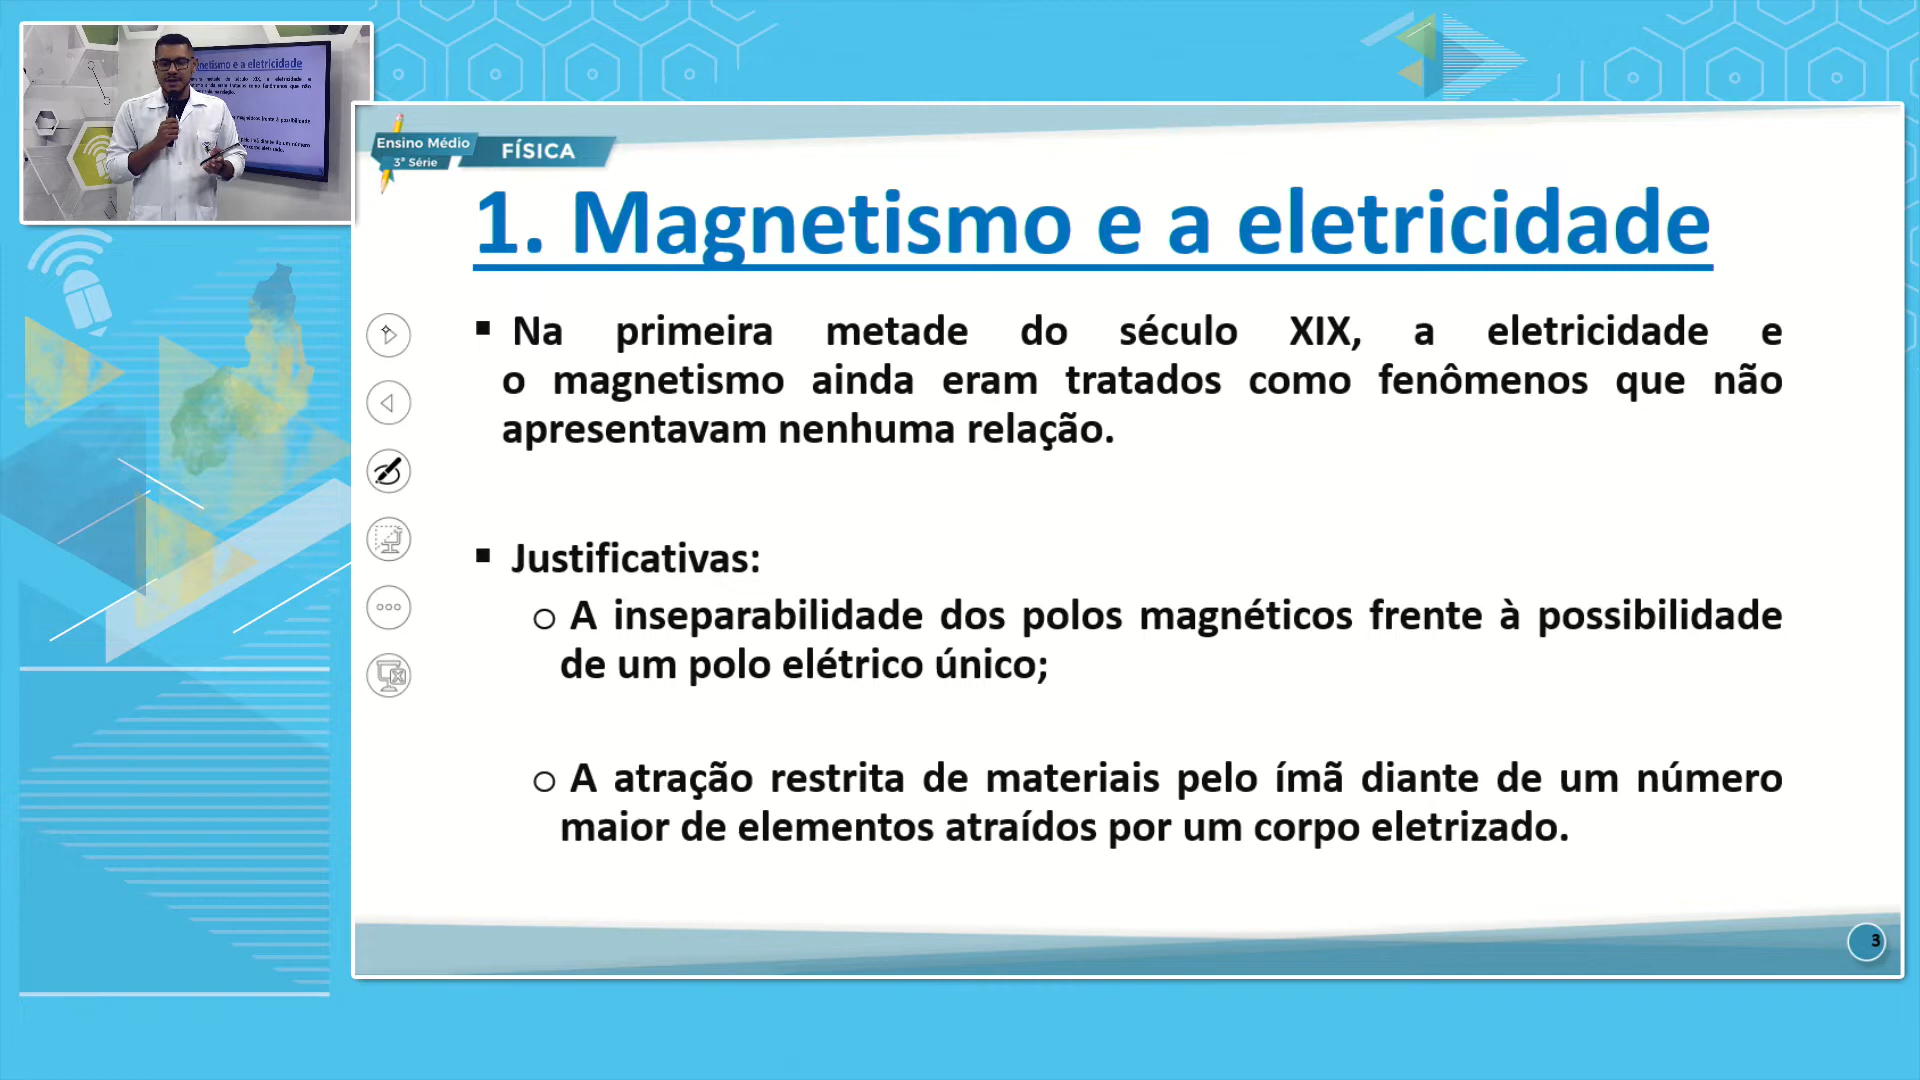 Ensino Médio
3ª Série
FÍSICA
1. Magnetismo e a eletricidade
▪ Na primeira metade do século XIX, a eletricidade e
o magnetismo ainda eram tratados como fenômenos que não
apresentavam nenhuma relação.
▪ Justificativas:
o A inseparabilidade dos polos magnéticos frente à possibilidade
de um polo elétrico único;
o A atração restrita de materiais pelo ímã diante de um número
maior de elementos atraídos por um corpo eletrizado.
3